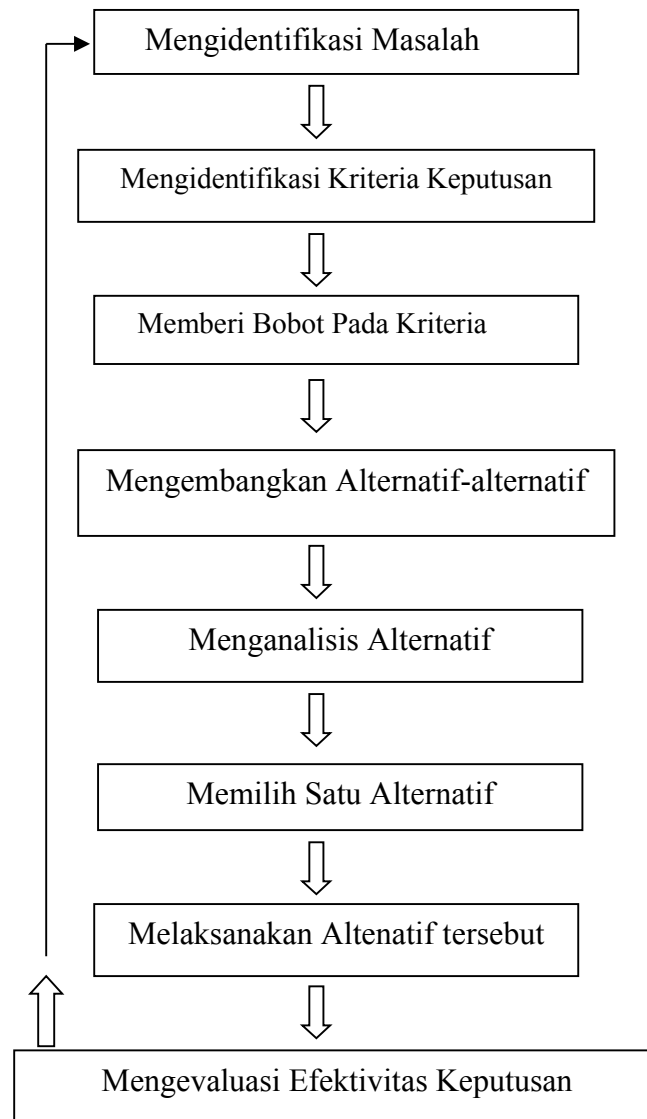 Mengidentifikasi Masalah
Mengidentifikasi Kriteria Keputusan
Memberi Bobot Pada Kriteria
Mengembangkan Alternatif-alternatif
Menganalisis Alternatif
Memilih Satu Alternatif
Melaksanakan Altenatif tersebut
Mengevaluasi Efektivitas Keputusan